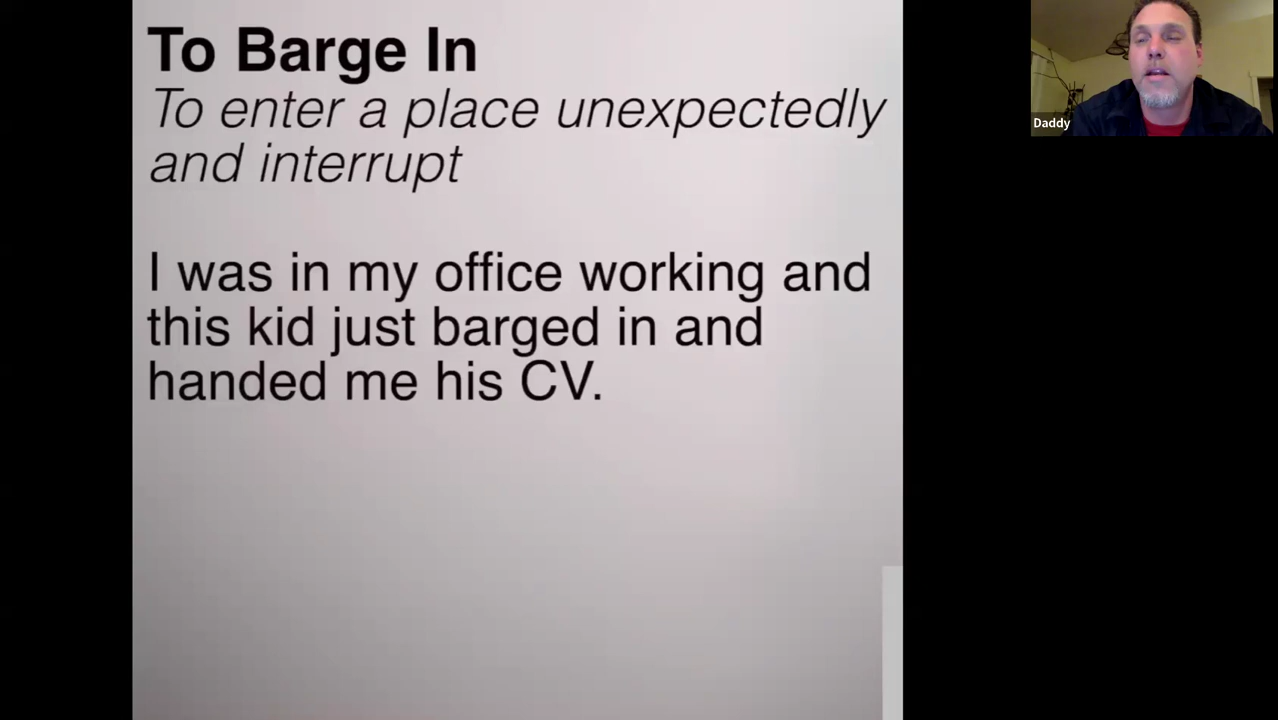 To Barge In
To enter a place unexpectedly
and interrupt
I was in my office working and
this kid just barged in and
handed me his CV.
Daddy